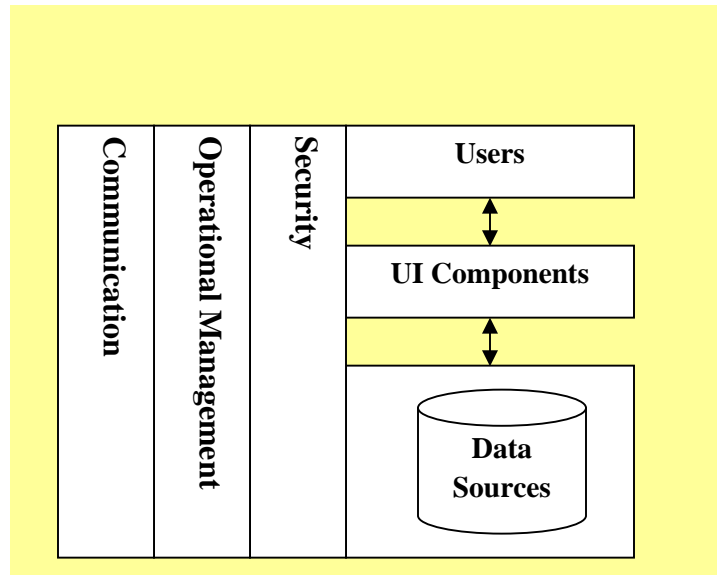 Communication
Operational Management
Security
Users
UI Components
Data
Sources